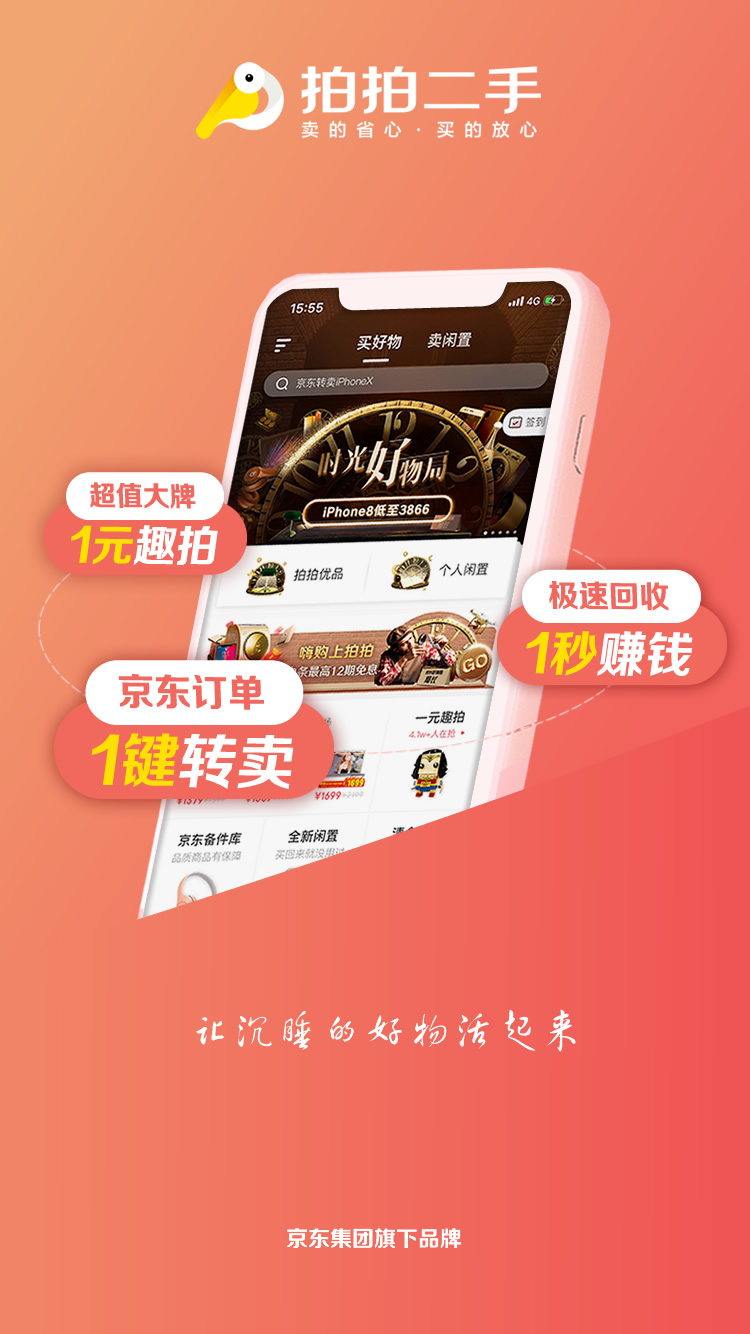 拍拍二手
卖的省心·买的放心
15:55
4G
买好物
卖闲置
京东转卖iPhoneX
签到
时光好物局
iPhone8低至3866
超值大牌
1元趣拍
拍拍优品
个人闲置
极速回收
1秒赚钱
嗨购上拍拍
条最高12期免息
GO
京东订单
1键转卖
一元趣拍
4.1w+人在抢
¥1699
京东备件库
品质商品有保障
全新闲置
买回来就没用过
让沉睡的好物活起来
京东集团旗下品牌